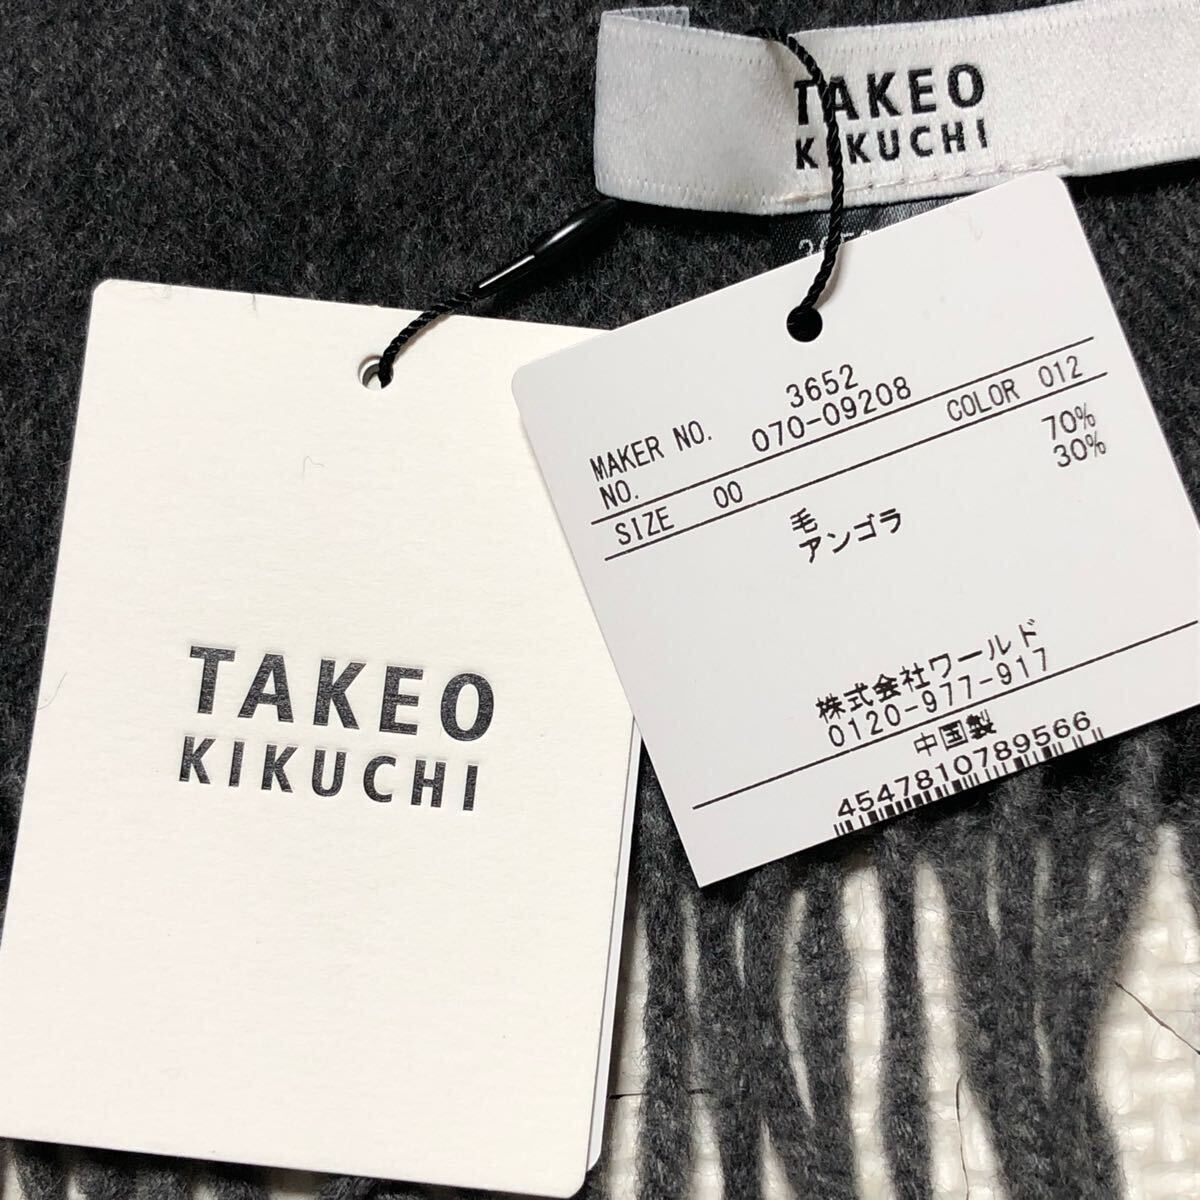 TAKEO
KIKUCHI
TAKEO
KIKUCHI
MAKER NO. 3652
NO. 070-09208
SIZE 00 COLOR 012
毛 70%
アンゴラ 30%
株式会社ワールド
0120-977-917
中国製
4547810789566